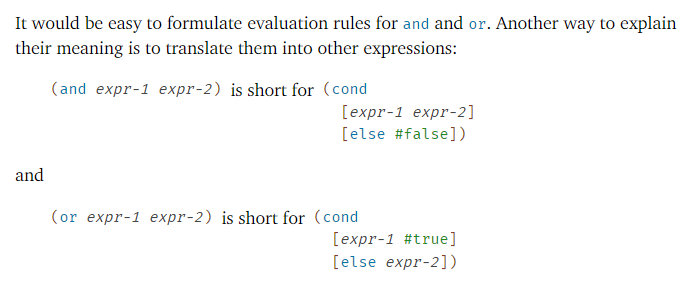 It would be easy to formulate evaluation rules for and and or. Another way to explain
their meaning is to translate them into other expressions:
(and expr-1 expr-2) is short for (cond
[expr-1 expr-2]
[else #false])
and
(or expr-1 expr-2) is short for (cond
[expr-1 #true]
[else expr-2])